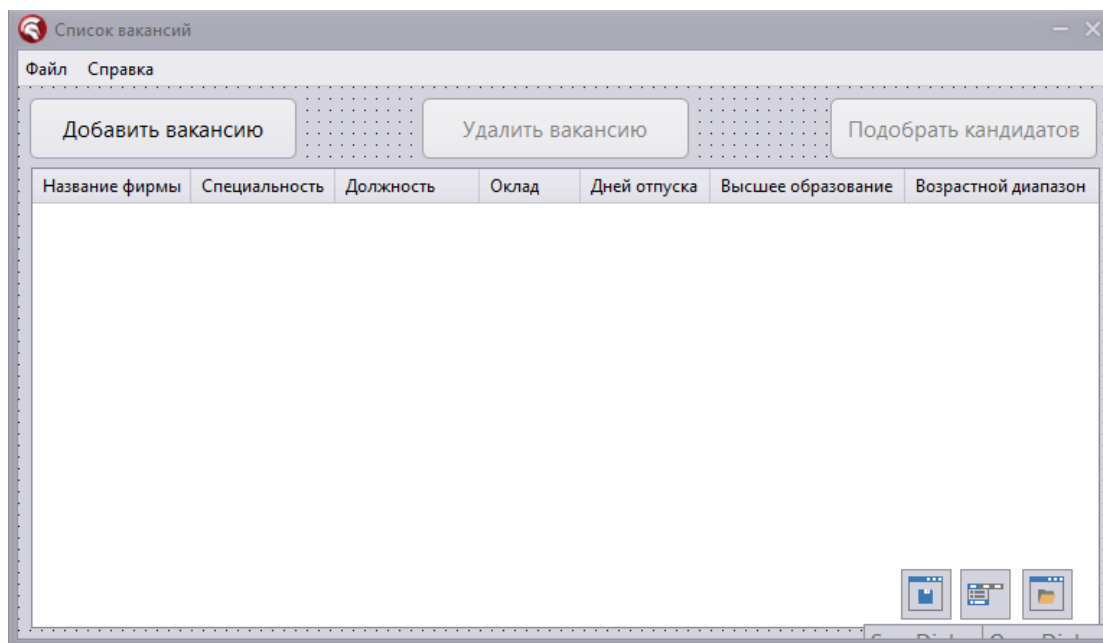 Список вакансий
Файл Справка
Добавить вакансию Удалить вакансию Подобрать кандидатов
Название фирмы Специальность Должность Оклад Дней отпуска Высшее образование Возрастной диапазон